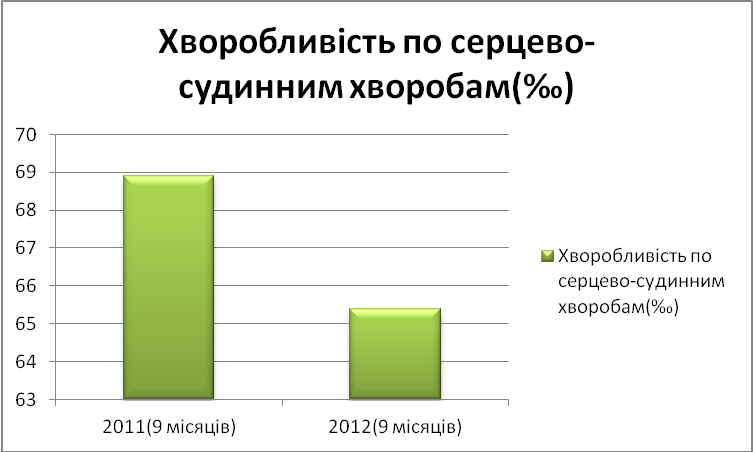 Хворобливість по серцево-
судинним хворобам(‰)
70
69
68
67
66
65
64
63
2011(9 місяців)
2012(9 місяців)
Хворобливість по
серцево-судинним
хворобам(‰)